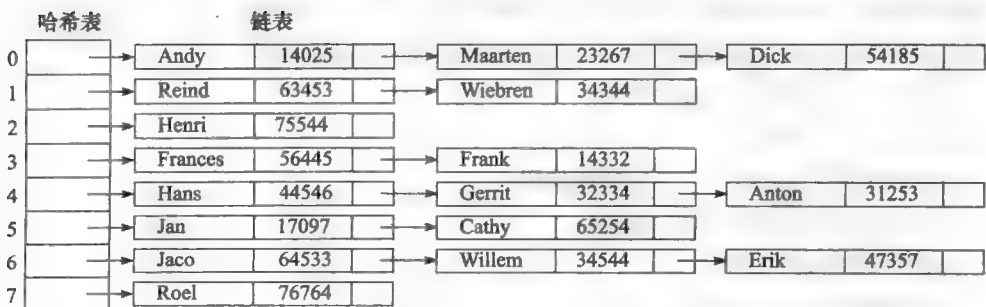 哈希表 链表
0 Andy 14025 Maarten 23267 Dick 54185
1 Reind 63453 Wiebren 34344
2 Henri 75544
3 Frances 56445 Frank 14332
4 Hans 44546 Gerrit 32334 Anton 31253
5 Jan 17097 Cathy 65254
6 Jaco 64533 Willem 34544 Erik 47357
7 Roel 76764